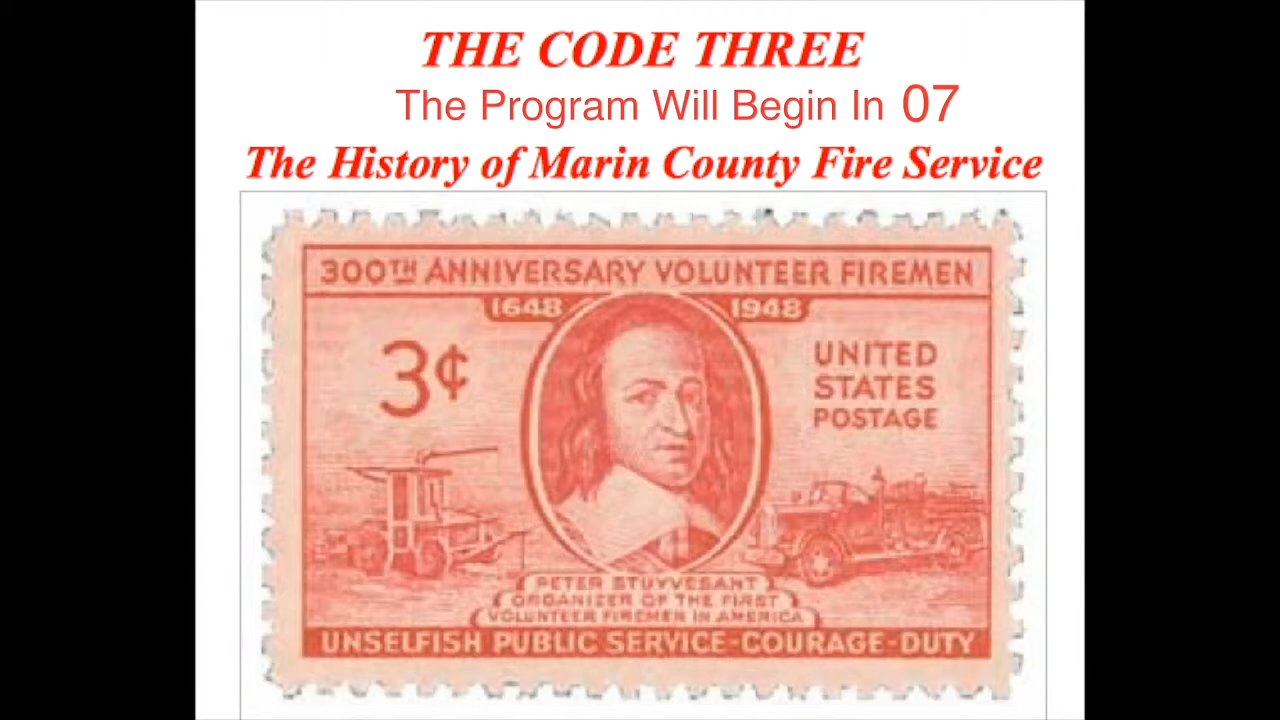 THE CODE THREE
The Program Will Begin In 07
The History of Marin County Fire Service
300TH ANNIVERSARY VOLUNTEER FIREMEN
1648 1948
3¢
UNITED
STATES
POSTAGE
PETER STUYVESANT
ORGANIZER OF THE FIRST
VOLUNTEER FIREMEN IN AMERICA
UNSELFISH PUBLIC SERVICE-COURAGE-DUTY